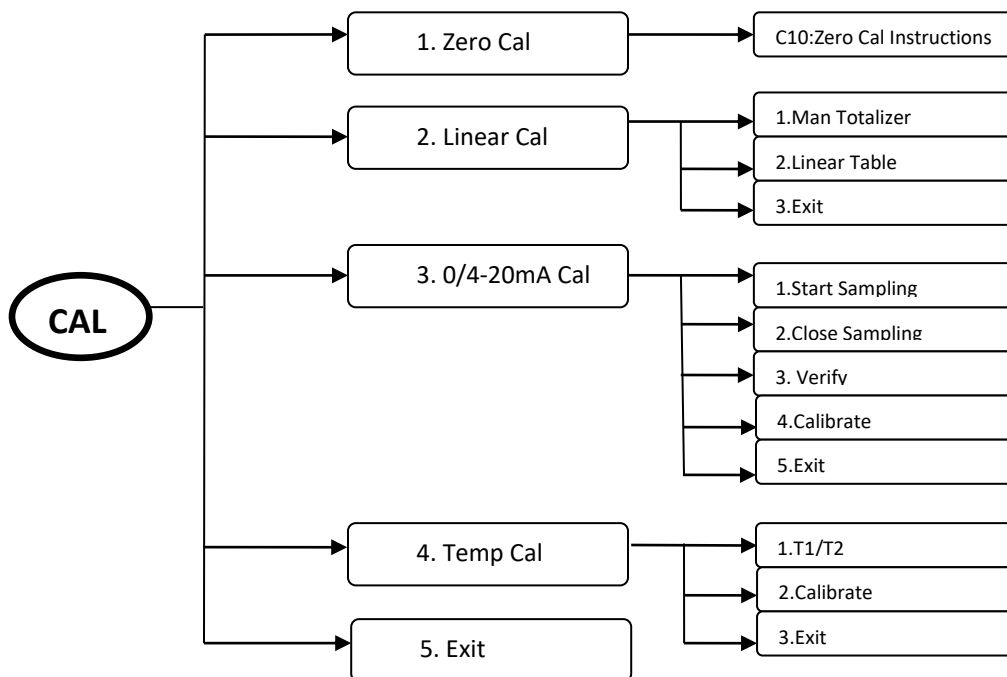 CAL
1. Zero Cal
C10:Zero Cal Instructions
2. Linear Cal
1.Man Totalizer
2.Linear Table
3.Exit
3. 0/4-20mA Cal
1.Start Sampling
2.Close Sampling
3. Verify
4.Calibrate
5.Exit
4. Temp Cal
1.T1/T2
2.Calibrate
3.Exit
5. Exit